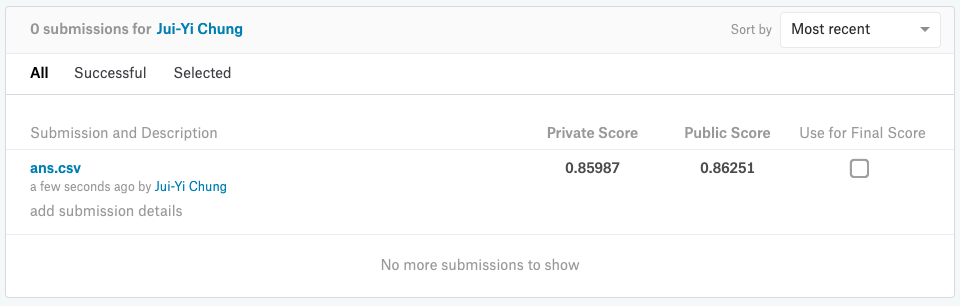 0 submissions for Jui-Yi Chung
Sort by Most recent
All Successful Selected
Submission and Description Private Score Public Score Use for Final Score
ans.csv 0.85987 0.86251
a few seconds ago by Jui-Yi Chung
add submission details
No more submissions to show